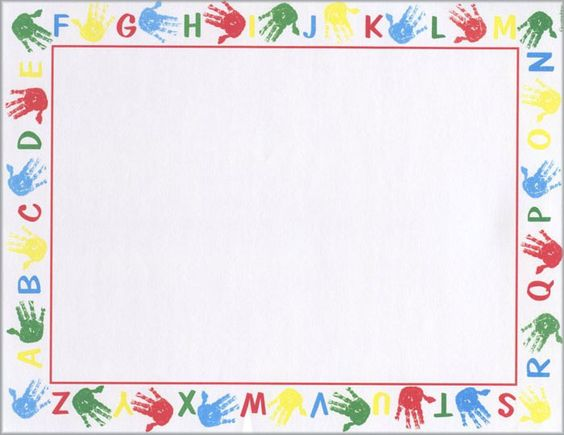 A B C D E
F G H I J K L M
N O P Q R
S T U V W X Y Z